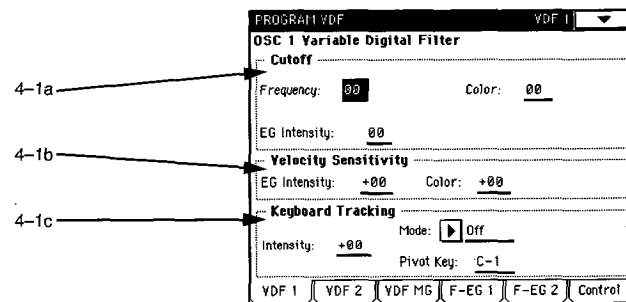 PROGRAM VDF VDF 1
OSC 1 Variable Digital Filter
Cutoff
4-1a
Frequency: 00 Color: 00
EG Intensity: 00
4-1b
Velocity Sensitivity
EG Intensity: +00 Color: +00
4-1c
Keyboard Tracking
Mode: Off
Intensity: +00
Pivot Key: C-1
VDF 1 VDF 2 VDF MG F-EG 1 F-EG 2 Control